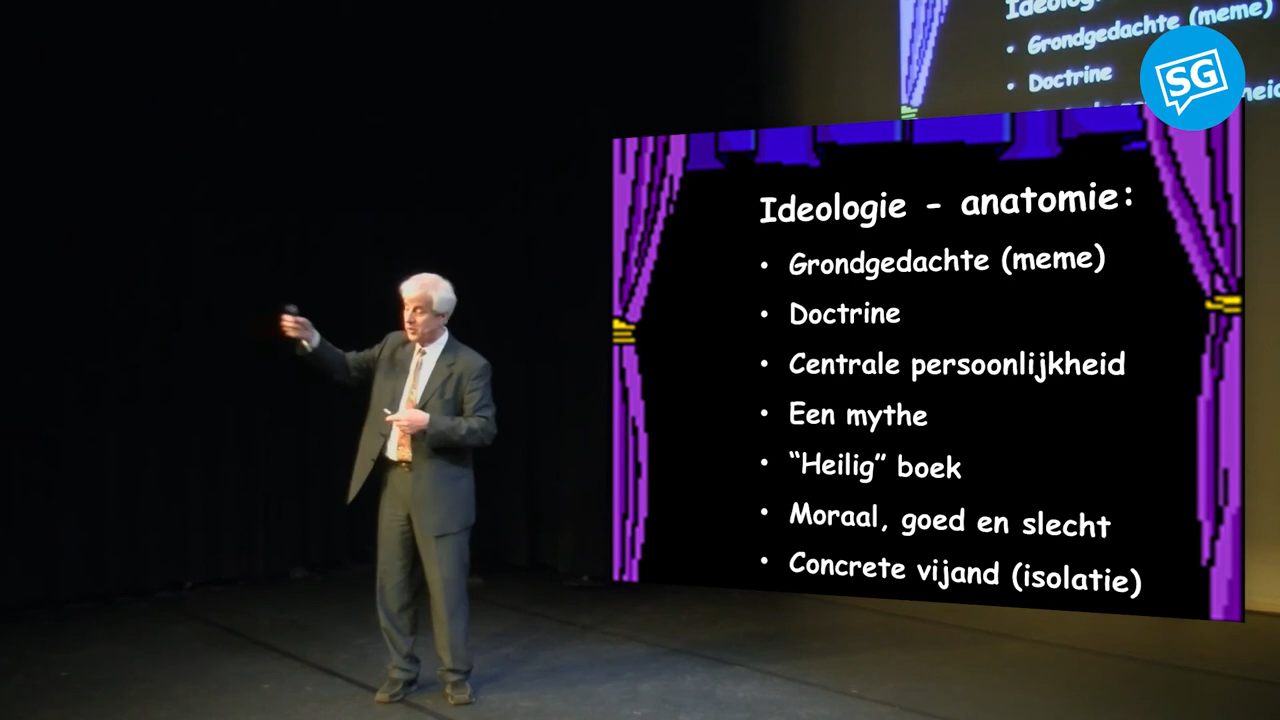 Ideologi
• Grondgedachte (meme)
• Doctrine
SG
Ideologie - anatomie:
• Grondgedachte (meme)
• Doctrine
• Centrale persoonlijkheid
• Een mythe
• “Heilig” boek
• Moraal, goed en slecht
• Concrete vijand (isolatie)